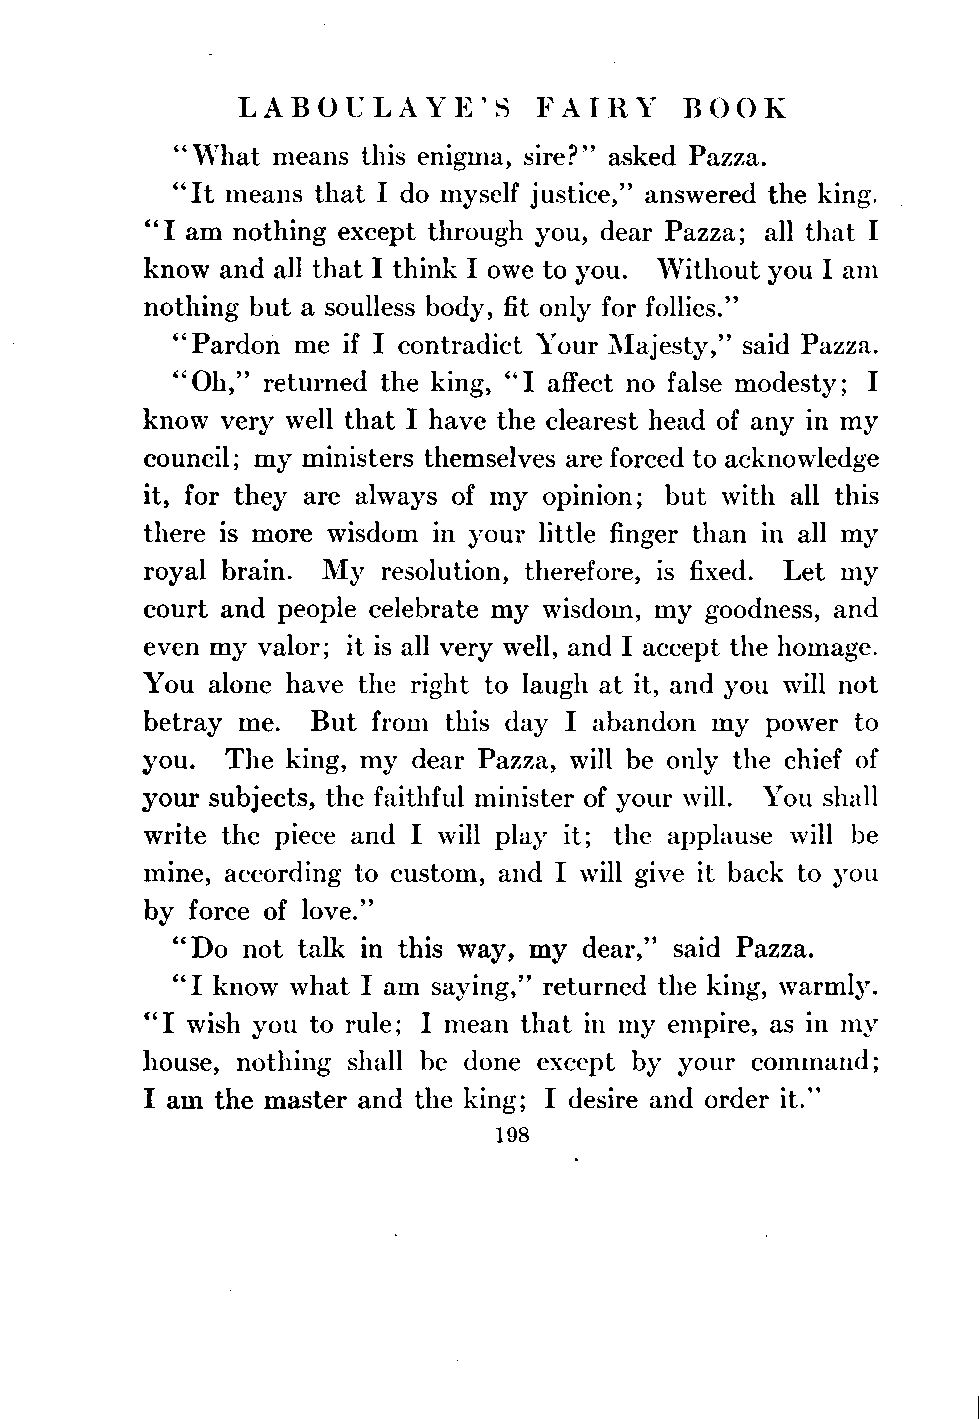 LABOULAYE'S FAIRY BOOK
"What means this enigma, sire?" asked Pazza.
"It means that I do myself justice," answered the king.
"I am nothing except through you, dear Pazza; all that I
know and all that I think I owe to you. Without you I am
nothing but a soulless body, fit only for follies."
"Pardon me if I contradict Your Majesty," said Pazza.
"Oh," returned the king, "I affect no false modesty; I
know very well that I have the clearest head of any in my
council; my ministers themselves are forced to acknowledge
it, for they are always of my opinion; but with all this
there is more wisdom in your little finger than in all my
royal brain. My resolution, therefore, is fixed. Let my
court and people celebrate my wisdom, my goodness, and
even my valor; it is all very well, and I accept the homage.
You alone have the right to laugh at it, and you will not
betray me. But from this day I abandon my power to
you. The king, my dear Pazza, will be only the chief of
your subjects, the faithful minister of your will. You shall
write the piece and I will play it; the applause will be
mine, according to custom, and I will give it back to you
by force of love."
"Do not talk in this way, my dear," said Pazza.
"I know what I am saying," returned the king, warmly.
"I wish you to rule; I mean that in my empire, as in my
house, nothing shall be done except by your command;
I am the master and the king; I desire and order it."
198